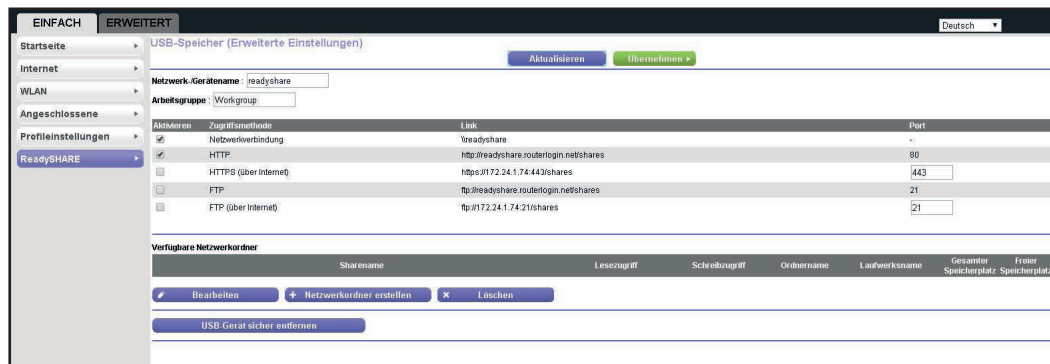 EINFACH ERWEITERT
Deutsch
Startseite
Internet
WLAN
Angeschlossene
Profileinstellungen
ReadySHARE
USB-Speicher (Erweiterte Einstellungen)
Aktualisieren Übernehmen
Netzwerk-/Gerätename : readyshare
Arbeitsgruppe : Workgroup
Aktivieren Zugriffsmethode Link Port
Netzwerkverbindung \\readyshare -
HTTP http://readyshare.routerlogin.net/shares 80
HTTPS (über Internet) https://172.24.1.74:443/shares 443
FTP ftp://readyshare.routerlogin.net/shares 21
FTP (über Internet) ftp://172.24.1.74:21/shares 21
Verfügbare Netzwerkordner
Sharename Lesezugriff Schreibzugriff Ordnername Laufwerksname Gesamter Speicherplatz Freier Speicherplatz
Bearbeiten Netzwerkordner erstellen Löschen
USB-Gerät sicher entfernen